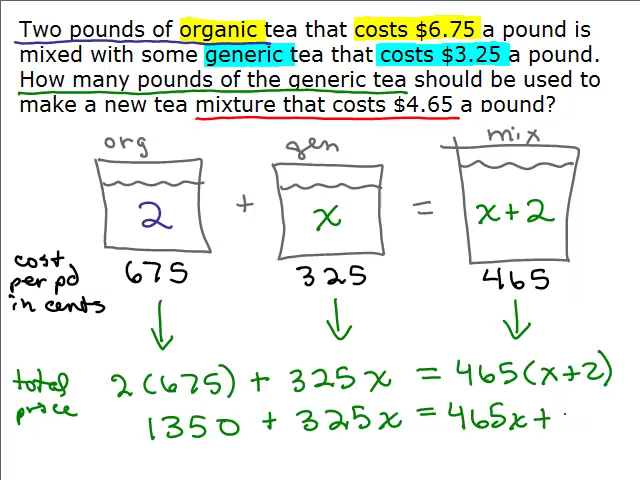 Two pounds of organic tea that costs $6.75 a pound is
mixed with some generic tea that costs $3.25 a pound.
How many pounds of the generic tea should be used to
make a new tea mixture that costs $4.65 a pound?
org gen mix
2 + x = x+2
cost per pd in cents 675 325 465
total price 2(675) + 325x = 465(x+2)
1350 + 325x = 465x +